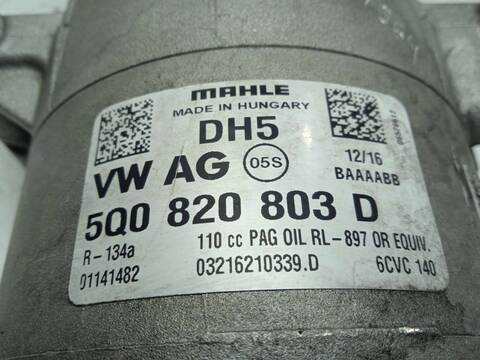 MAHLE
MADE IN HUNGARY
DH5
VW AG 05S 12/16
BAAAABB
5Q0 820 803 D
R-134a 110 cc PAG OIL RL-897 OR EQUIV.
01141482 03216210339.D 6CVC 140